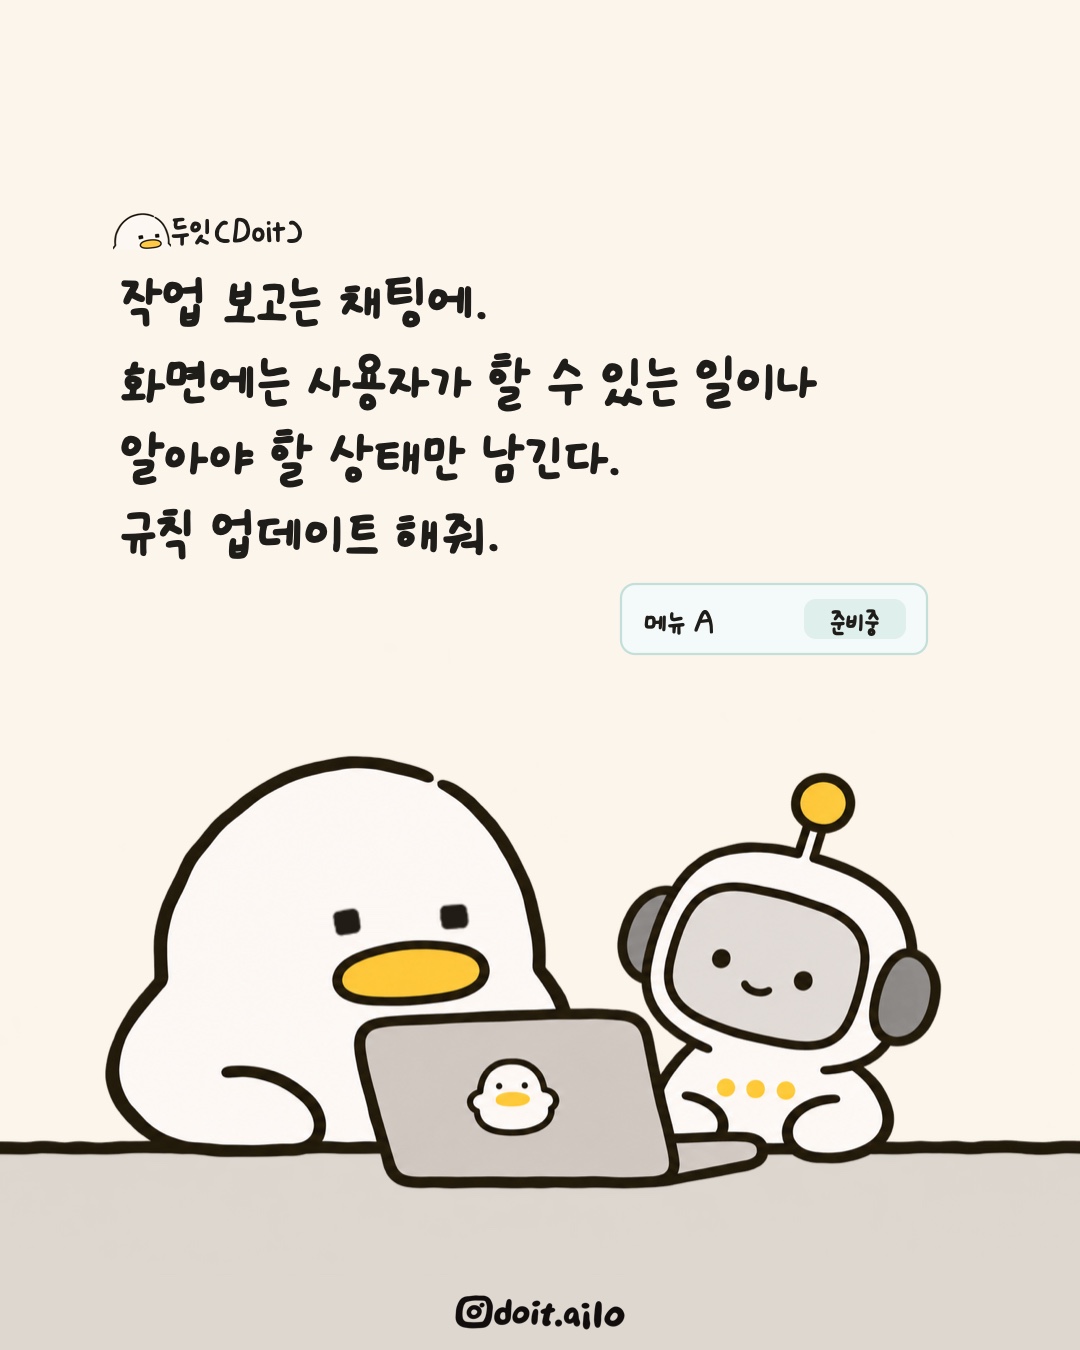 두잇(Doit)
작업 보고는 채팅에.
화면에는 사용자가 할 수 있는 일이나
알아야 할 상태만 남긴다.
규칙 업데이트 해줘.
메뉴 A 준비중
doit.ailo